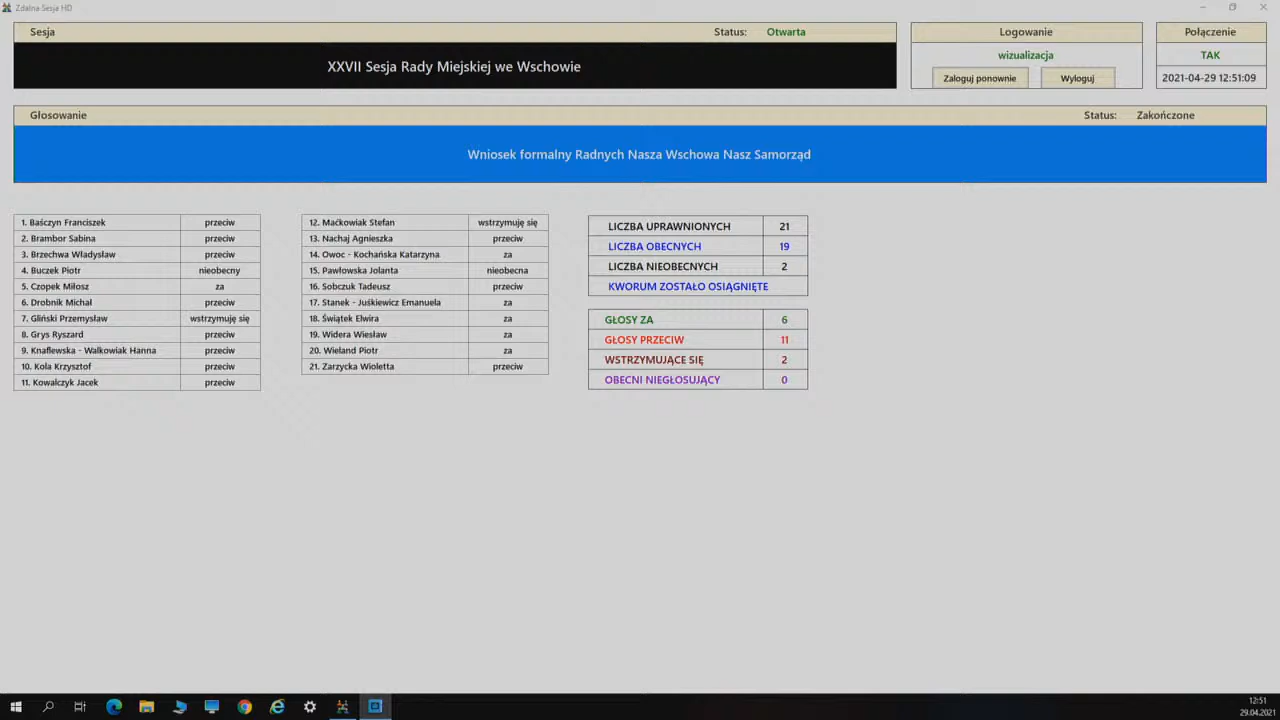 Zdalna Sesja HD
Sesja Status: Otwarta
XXVII Sesja Rady Miejskiej we Wschowie
Logowanie
wizualizacja
Zaloguj ponownie Wyloguj
Połączenie
TAK
2021-04-29 12:51:09
Głosowanie Status: Zakończone
Wniosek formalny Radnych Nasza Wschowa Nasz Samorząd
1. Baśczyn Franciszek przeciw
2. Brambor Sabina przeciw
3. Brzechwa Władysław przeciw
4. Buczek Piotr nieobecny
5. Czopek Miłosz za
6. Drobnik Michał przeciw
7. Gliński Przemysław wstrzymuję się
8. Grys Ryszard przeciw
9. Knaflewska - Walkowiak Hanna przeciw
10. Kola Krzysztof przeciw
11. Kowalczyk Jacek przeciw
12. Maćkowiak Stefan wstrzymuję się
13. Nachaj Agnieszka przeciw
14. Owoc - Kochańska Katarzyna za
15. Pawłowska Jolanta nieobecna
16. Sobczuk Tadeusz przeciw
17. Stanek - Juśkiewicz Emanuela za
18. Świątek Elwira za
19. Widera Wiesław za
20. Wieland Piotr za
21. Zarzycka Wioletta przeciw
LICZBA UPRAWNIONYCH 21
LICZBA OBECNYCH 19
LICZBA NIEOBECNYCH 2
KWORUM ZOSTAŁO OSIĄGNIĘTE
GŁOSY ZA 6
GŁOSY PRZECIW 11
WSTRZYMUJĄCE SIĘ 2
OBECNI NIEGŁOSUJĄCY 0
12:51
29.04.2021